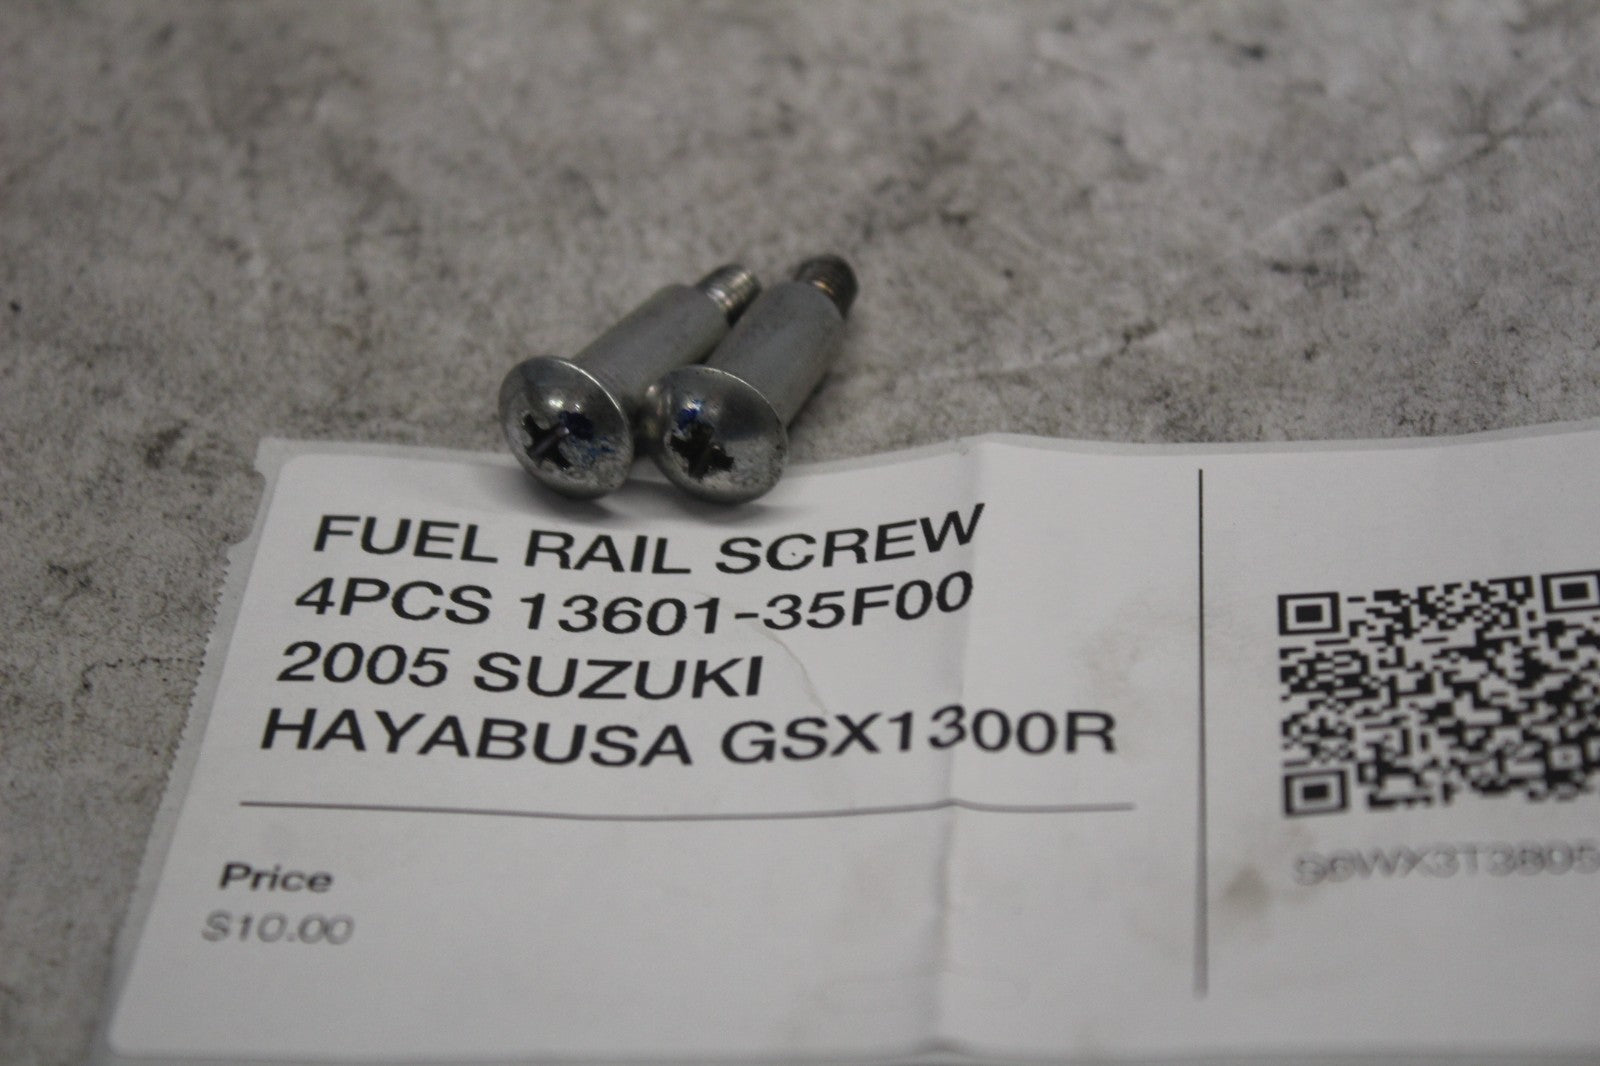 FUEL RAIL SCREW
4PCS 13601-35F00
2005 SUZUKI
HAYABUSA GSX1300R
Price
$10.00